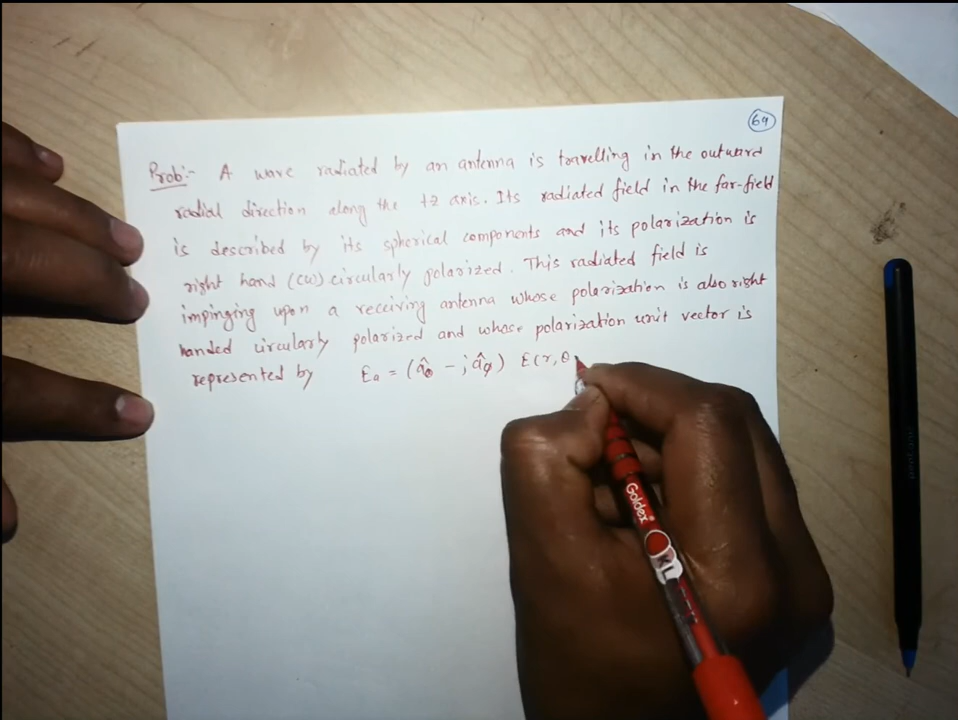 69
Prob:- A wave radiated by an antenna is travelling in the outward
radial direction along the +z axis. Its radiated field in the far-field
is described by its spherical components and its polarization is
right hand (cw) circularly polarized. This radiated field is
impinging upon a receiving antenna whose polarization is also right
handed circularly polarized and whose polarization unit vector is
represented by Ea = (âθ - jâφ) E(r, θ
Goldex